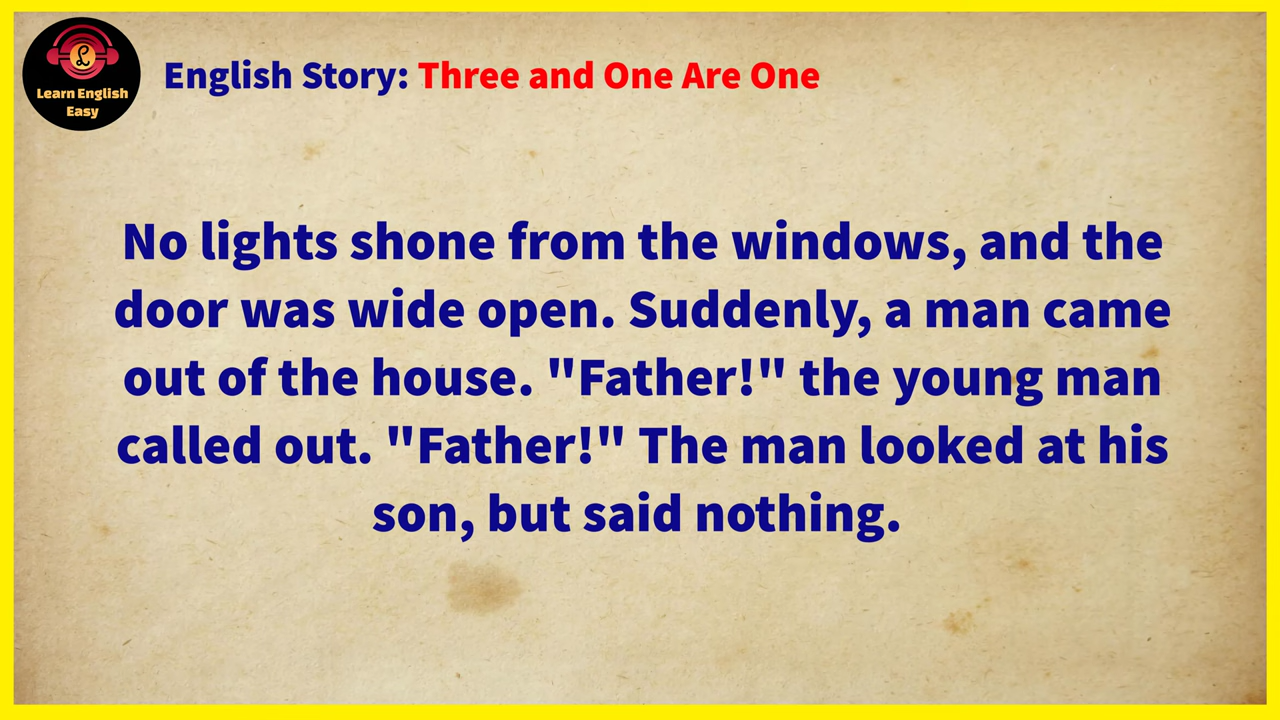 Learn English
Easy
English Story: Three and One Are One
No lights shone from the windows, and the
door was wide open. Suddenly, a man came
out of the house. "Father!" the young man
called out. "Father!" The man looked at his
son, but said nothing.